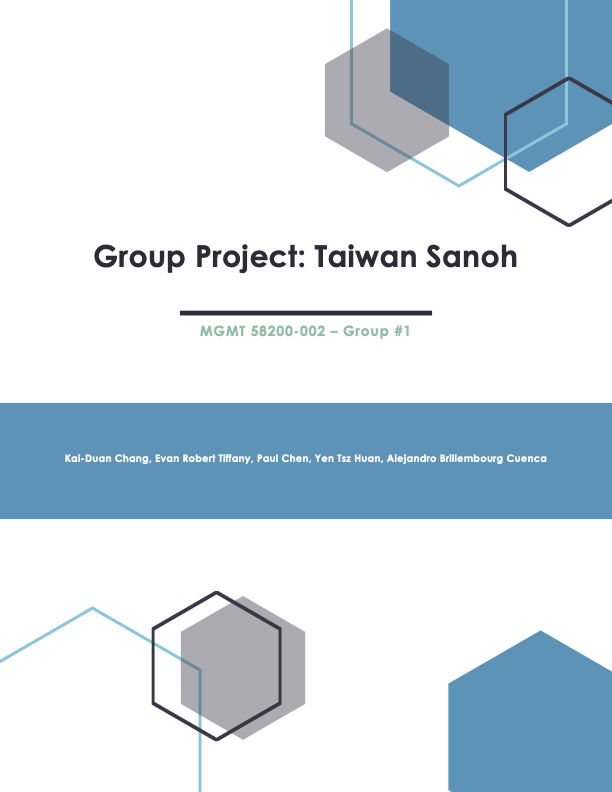 Group Project: Taiwan Sanoh
MGMT 58200-002 – Group #1
Kai-Duan Chang, Evan Robert Tiffany, Paul Chen, Yen Tsz Huan, Alejandro Brillembourg Cuenca